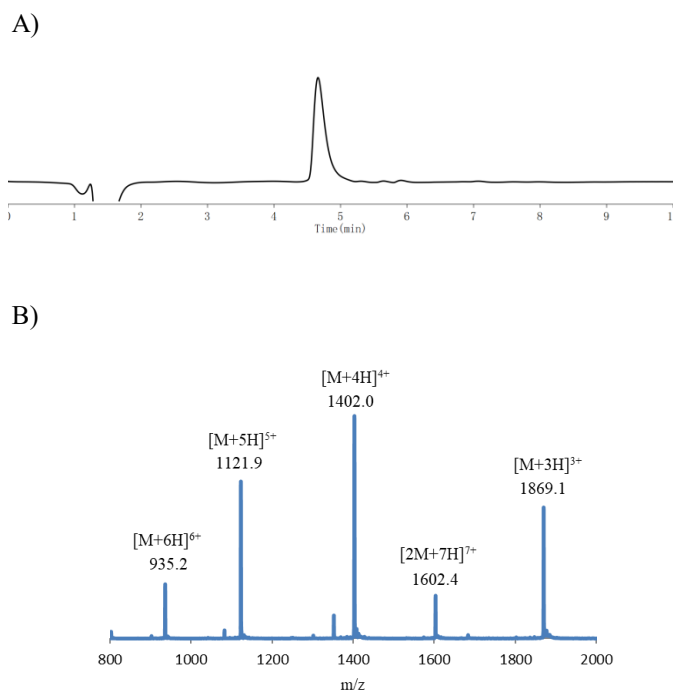 A)
0 1 2 3 4 5 6 7 8 9 1
Time(min)
B)
[M+4H]⁴⁺
1402.0
[M+5H]⁵⁺
1121.9
[M+3H]³⁺
1869.1
[M+6H]⁶⁺
935.2
[2M+7H]⁷⁺
1602.4
800 1000 1200 1400 1600 1800 2000
m/z